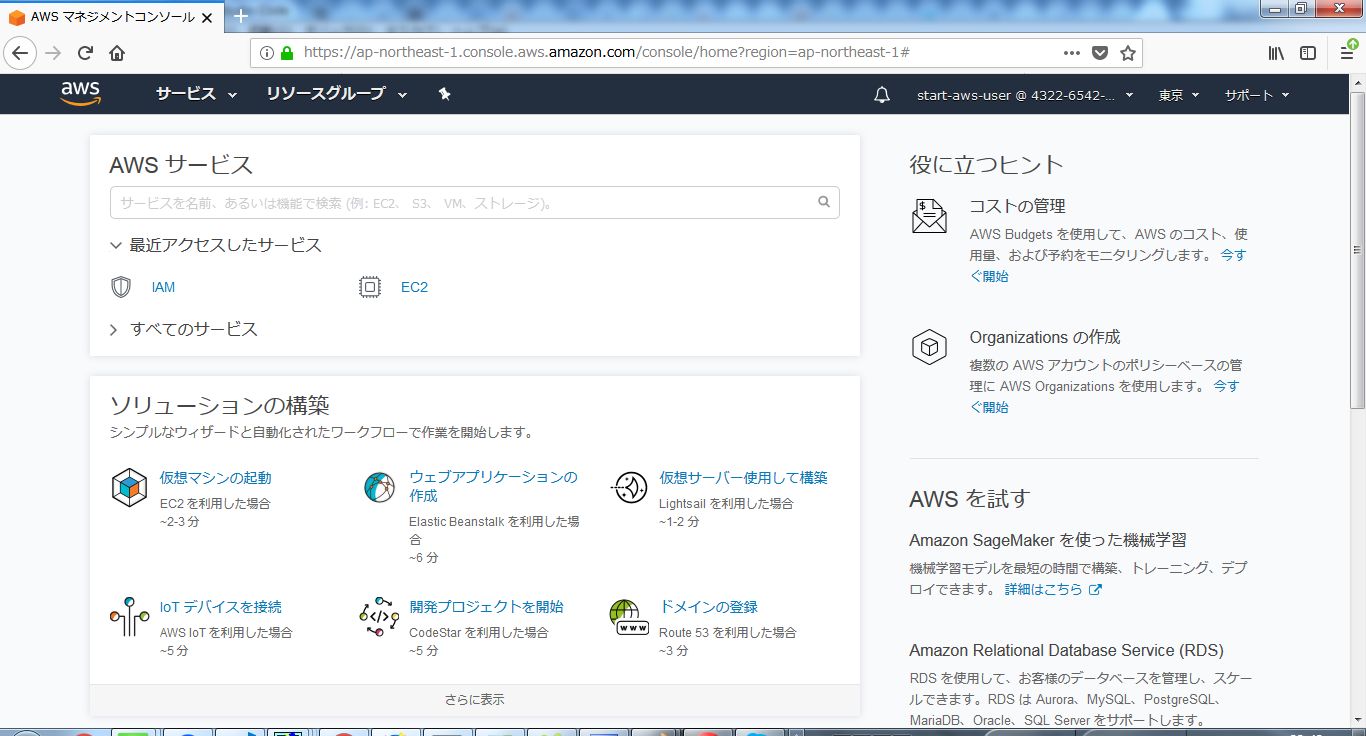 AWS マネジメントコンソール
https://ap-northeast-1.console.aws.amazon.com/console/home?region=ap-northeast-1#
aws
サービス
リソースグループ
start-aws-user @ 4322-6542-...
東京
サポート
AWS サービス
サービスを名前、あるいは機能で検索 (例: EC2、 S3、 VM、ストレージ)。
最近アクセスしたサービス
IAM
EC2
すべてのサービス
ソリューションの構築
シンプルなウィザードと自動化されたワークフローで作業を開始します。
仮想マシンの起動
EC2 を利用した場合
~2-3 分
ウェブアプリケーションの
作成
Elastic Beanstalk を利用した場
合
~6 分
仮想サーバー使用して構築
Lightsail を利用した場合
~1-2 分
IoT デバイスを接続
AWS IoT を利用した場合
~5 分
開発プロジェクトを開始
CodeStar を利用した場合
~5 分
www
ドメインの登録
Route 53 を利用した場合
~3 分
さらに表示
役に立つヒント
コストの管理
AWS Budgets を使用して、AWS のコスト、使
用量、および予約をモニタリングします。 今す
ぐ開始
Organizations の作成
複数の AWS アカウントのポリシーベースの管
理に AWS Organizations を使用します。 今す
ぐ開始
AWS を試す
Amazon SageMaker を使った機械学習
機械学習モデルを最短の時間で構築、トレーニング、デプ
ロイできます。 詳細はこちら
Amazon Relational Database Service (RDS)
RDS を使用して、お客様のデータベースを管理し、スケー
ルできます。RDS は Aurora、MySQL、PostgreSQL、
MariaDB、Oracle、SQL Server をサポートします。